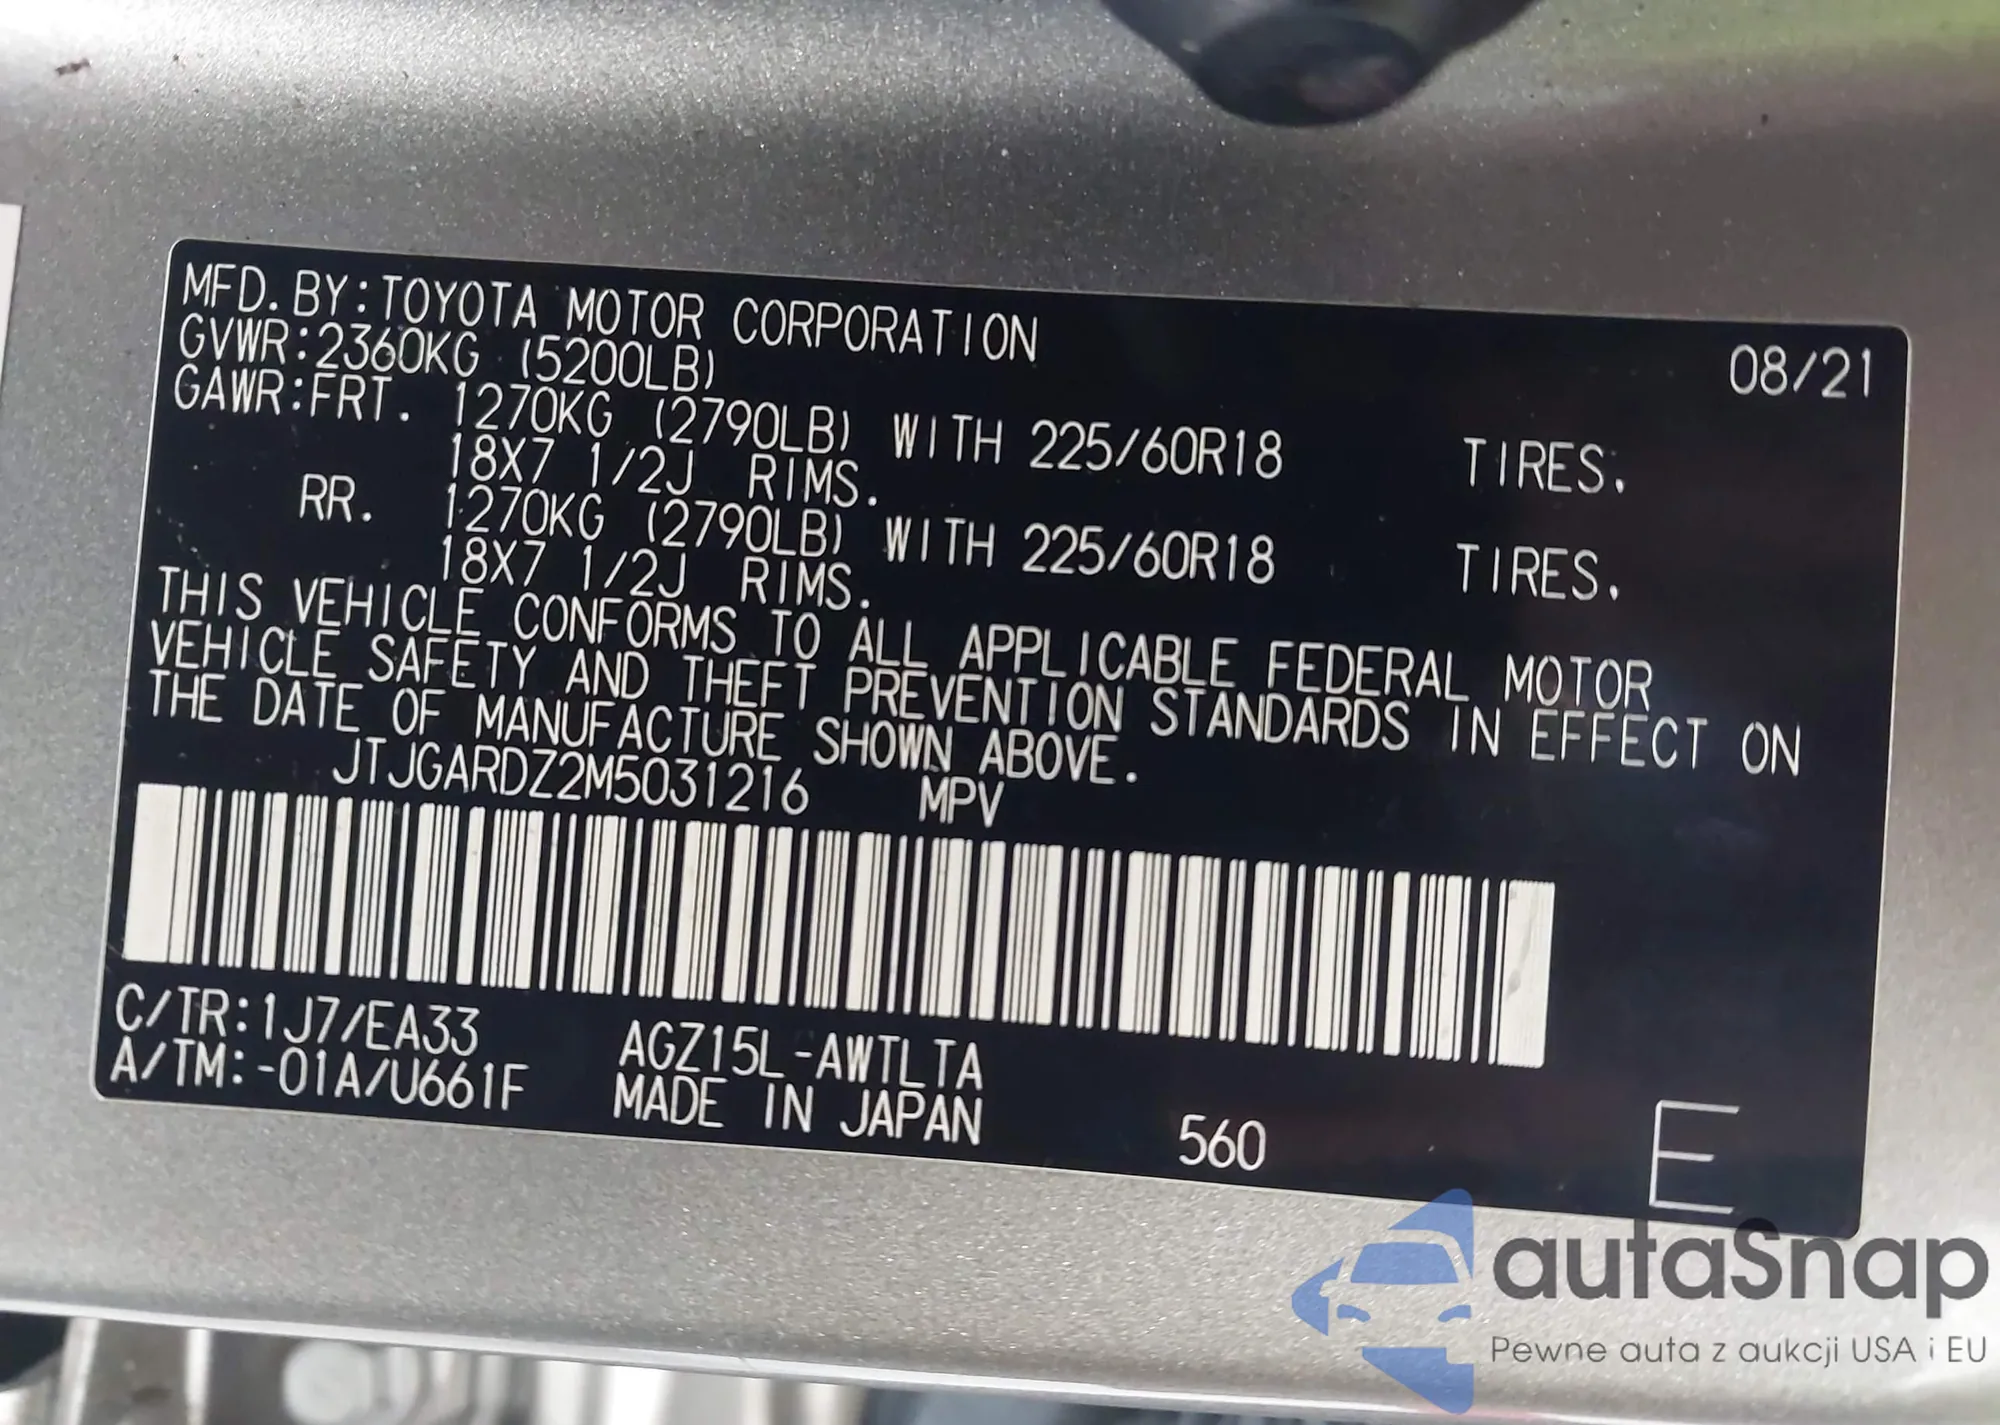 MFD.BY:TOYOTA MOTOR CORPORATION 08/21
GVWR:2360KG (5200LB)
GAWR:FRT. 1270KG (2790LB) WITH 225/60R18 TIRES.
18X7 1/2J RIMS.
RR. 1270KG (2790LB) WITH 225/60R18 TIRES.
18X7 1/2J RIMS.
THIS VEHICLE CONFORMS TO ALL APPLICABLE FEDERAL MOTOR
VEHICLE SAFETY AND THEFT PREVENTION STANDARDS IN EFFECT ON
THE DATE OF MANUFACTURE SHOWN ABOVE.
JTJGARDZ2M5031216 MPV
C/TR:1J7/EA33 AGZ15L-AWTLTA
A/TM:-01A/U661F MADE IN JAPAN 560 E
autaSnap
Pewne auta z aukcji USA i EU